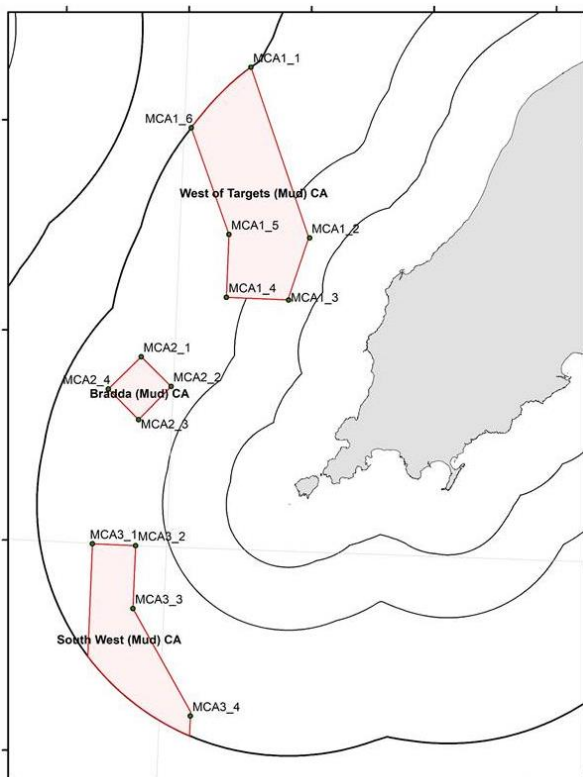 MCA1_1
MCA1_6
West of Targets (Mud) CA
MCA1_5
MCA1_2
MCA1_4
MCA1_3
MCA2_1
MCA2_4
MCA2_2
Bradda (Mud) CA
MCA2_3
MCA3_1
MCA3_2
MCA3_3
South West (Mud) CA
MCA3_4